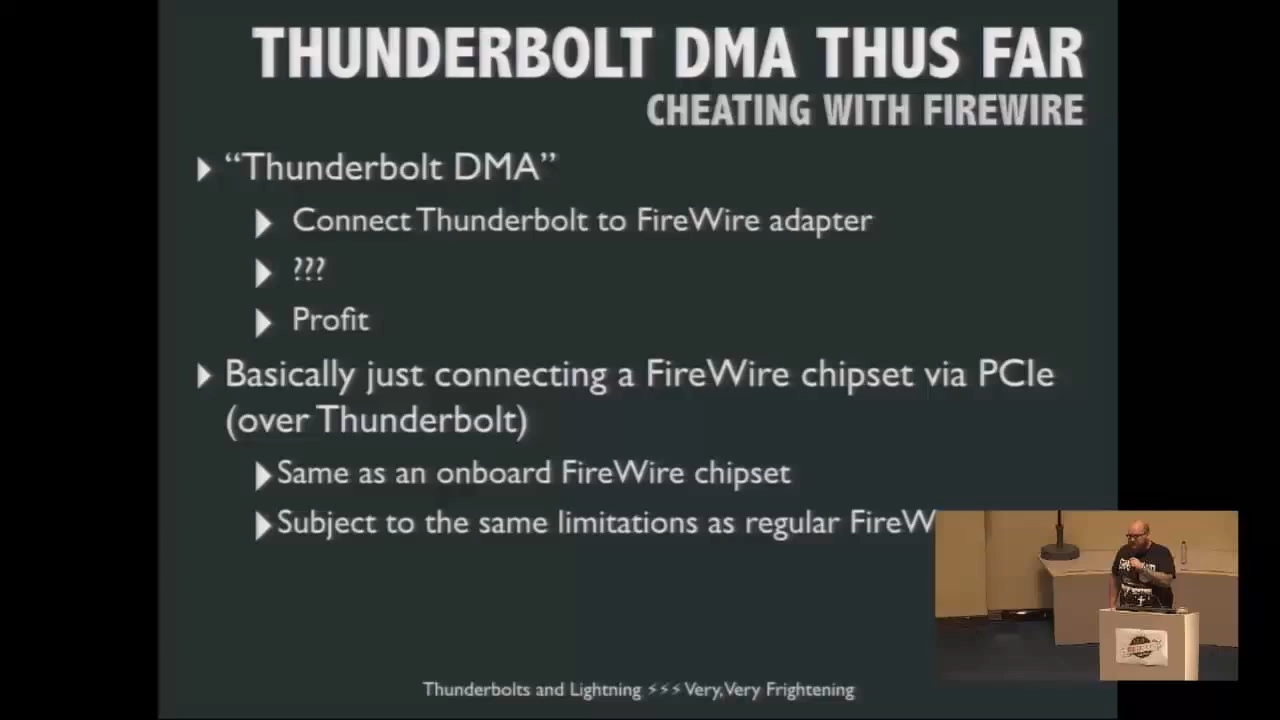 THUNDERBOLT DMA THUS FAR
CHEATING WITH FIREWIRE
“Thunderbolt DMA”
Connect Thunderbolt to FireWire adapter
???
Profit
Basically just connecting a FireWire chipset via PCIe
(over Thunderbolt)
Same as an onboard FireWire chipset
Subject to the same limitations as regular FireW
Thunderbolts and Lightning ⚡⚡⚡ Very, Very Frightening